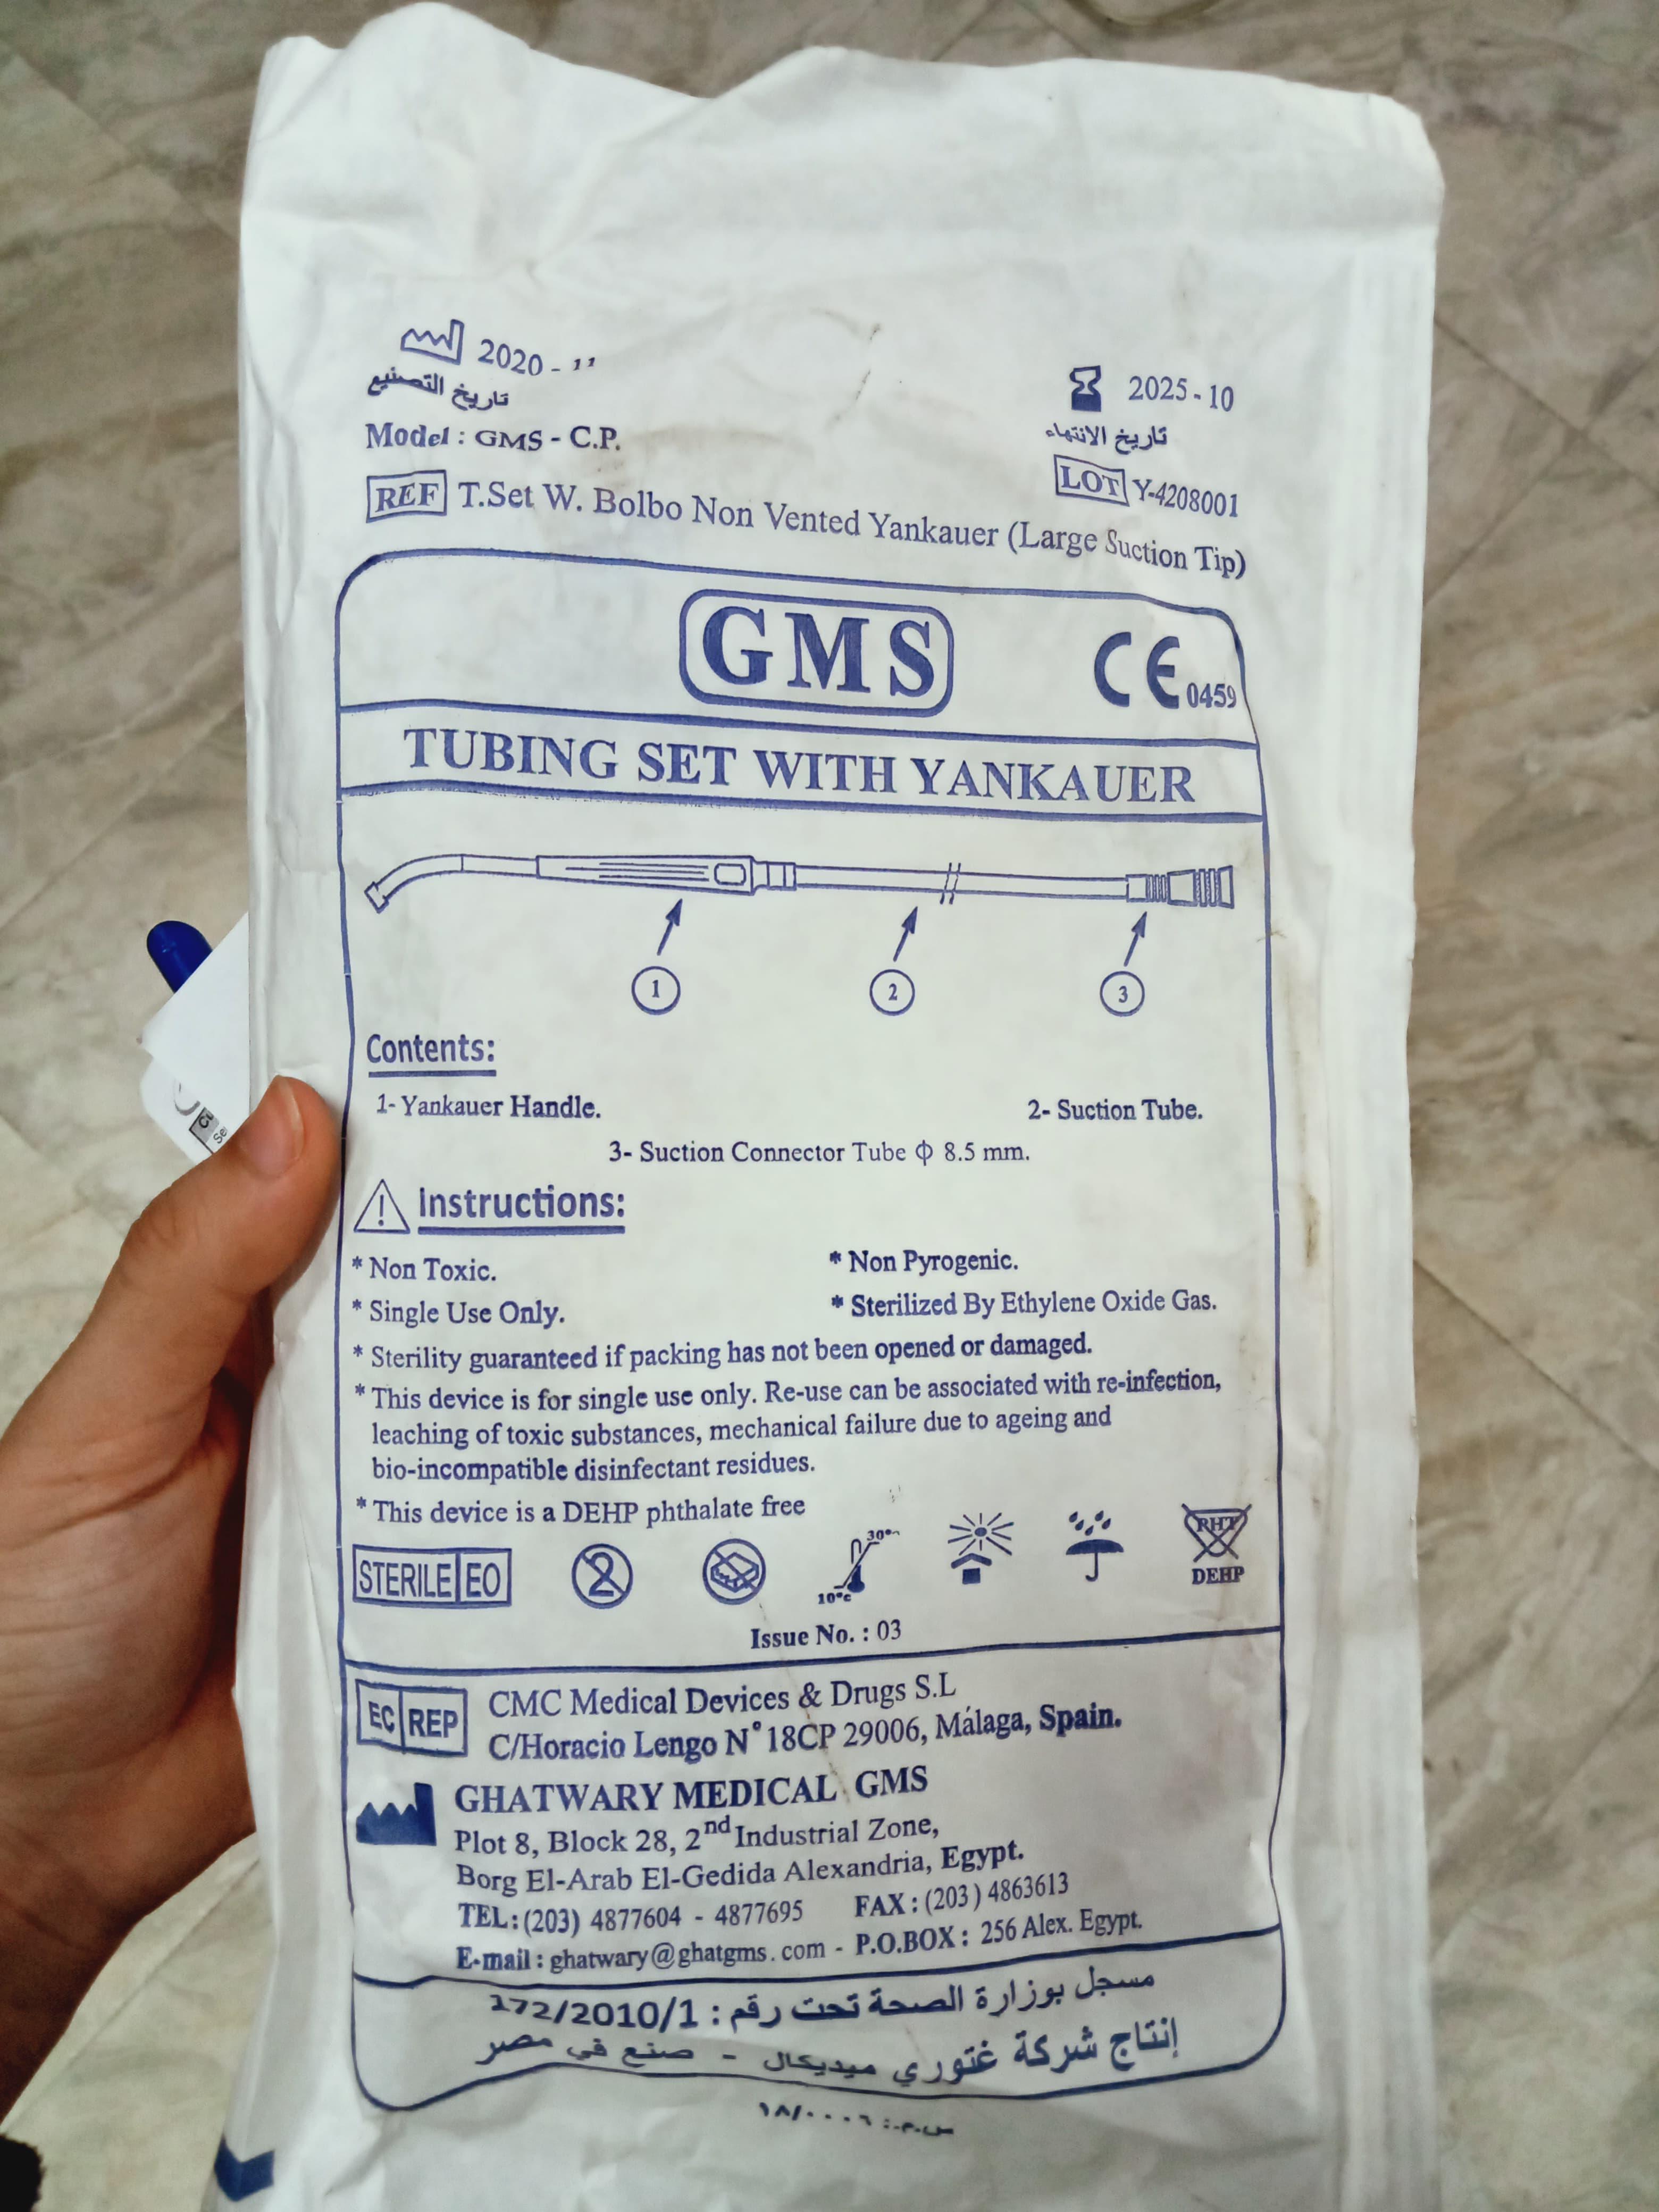 2020 - 11
تاريخ التصنيع
2025-10
تاريخ الانتهاء
Model : GMS - C.P.
LOT Y-4208001
REF T.Set W. Bolbo Non Vented Yankauer (Large Suction Tip)
GMS
CE 0459
TUBING SET WITH YANKAUER
1 2 3
Contents:
1- Yankauer Handle. 2- Suction Tube.
3- Suction Connector Tube ф 8.5 mm.
Instructions:
* Non Toxic. * Non Pyrogenic.
* Single Use Only. * Sterilized By Ethylene Oxide Gas.
* Sterility guaranteed if packing has not been opened or damaged.
* This device is for single use only. Re-use can be associated with re-infection,
leaching of toxic substances, mechanical failure due to ageing and
bio-incompatible disinfectant residues.
* This device is a DEHP phthalate free
STERILE EO 2 10°c 30°c PHT
DEHP
Issue No. : 03
EC REP CMC Medical Devices & Drugs S.L
C/Horacio Lengo N° 18CP 29006, Málaga, Spain.
GHATWARY MEDICAL GMS
Plot 8, Block 28, 2nd Industrial Zone,
Borg El-Arab El-Gedida Alexandria, Egypt.
TEL : (203) 4877604 - 4877695 FAX : (203) 4863613
E-mail : ghatwary@ghatgms.com - P.O.BOX : 256 Alex. Egypt.
مسجل بوزارة الصحة تحت رقم : 172/2010/1
إنتاج شركة غتوري ميديكال - صنع في مصر
س.م.: ١٨/٠٠٠٦